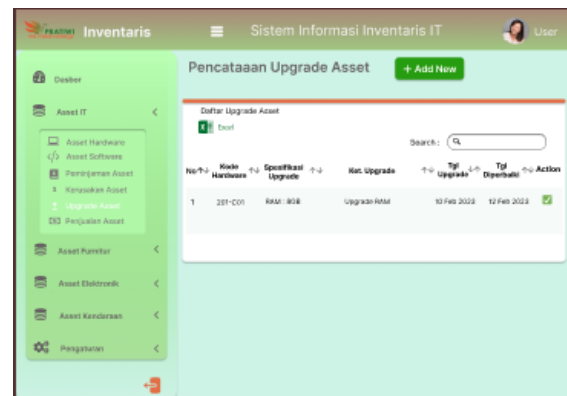 PRATIWI Inventaris
Sistem Informasi Inventaris IT
User
Pencataaan Upgrade Asset
+ Add New
Dasbor
Asset IT
Asset Hardware
Asset Software
Peminjaman Asset
Kerusakan Asset
Upgrade Asset
Penjualan Asset
Asset Furnitur
Asset Elektronik
Asset Kendaraan
Pengaturan
Daftar Upgrade Asset
Excel
Search :
No Kode Hardware Spesifikasi Upgrade Ket. Upgrade Tgl Upgrade Tgl Diperbaiki Action
1 201-C01 RAM : 8GB Upgrade RAM 10 Feb 2023 12 Feb 2023